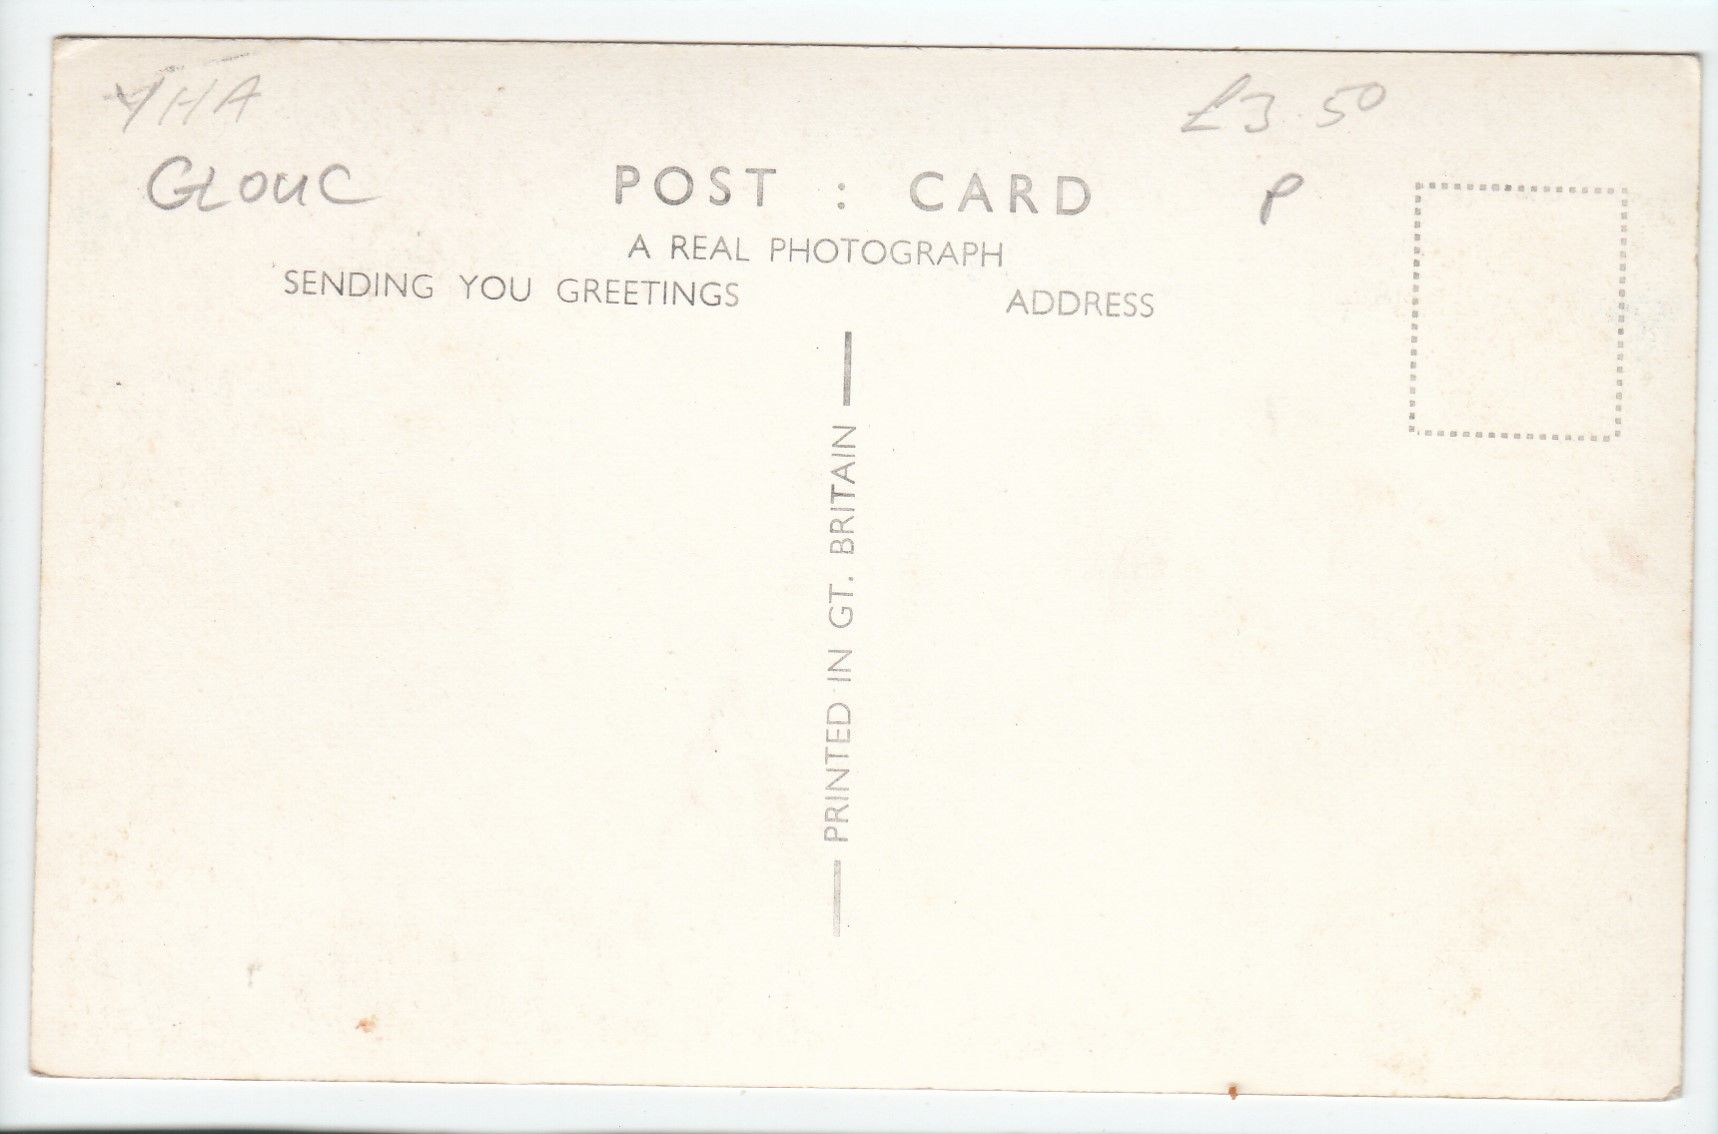 YHA
£3.50
GLOUC
P
POST : CARD
A REAL PHOTOGRAPH
SENDING YOU GREETINGS
ADDRESS
PRINTED IN GT. BRITAIN